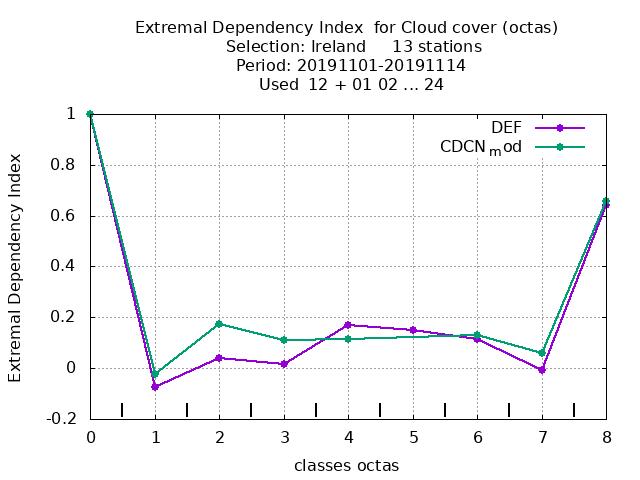 Extremal Dependency Index  for Cloud cover (octas)
Selection: Ireland     13 stations
Period: 20191101-20191114
Used  12 + 01 02 ... 24
DEF
CDCN_mod
Extremal Dependency Index
1
0.8
0.6
0.4
0.2
0
-0.2
0 1 2 3 4 5 6 7 8
classes octas